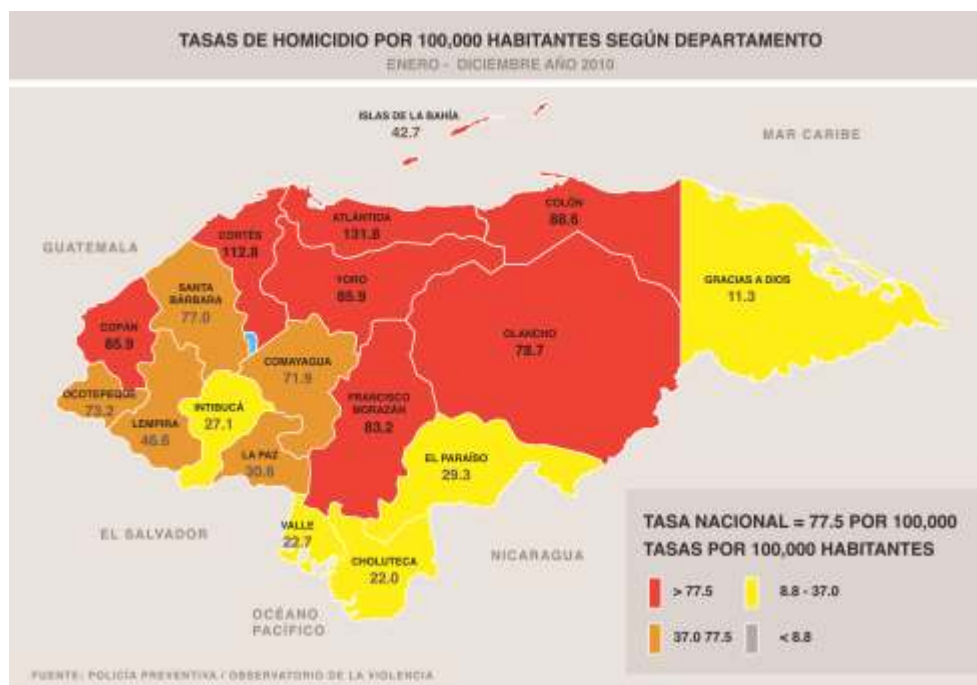 TASAS DE HOMICIDIO POR 100,000 HABITANTES SEGÚN DEPARTAMENTO
ENERO - DICIEMBRE AÑO 2010
ISLAS DE LA BAHÍA
42.7
MAR CARIBE
COLÓN
88.6
ATLÁNTIDA
131.8
CORTÉS
112.8
GUATEMALA
YORO
85.9
GRACIAS A DIOS
11.3
SANTA
BÁRBARA
77.0
COPÁN
85.9
OLANCHO
78.7
COMAYAGUA
71.9
OCOTEPEQUE
73.2
INTIBUCÁ
27.1
FRANCISCO
MORAZÁN
83.2
LEMPIRA
46.6
LA PAZ
30.8
EL PARAÍSO
29.3
EL SALVADOR
VALLE
22.7
NICARAGUA
CHOLUTECA
22.0
OCÉANO
PACÍFICO
TASA NACIONAL = 77.5 POR 100,000
TASAS POR 100,000 HABITANTES
> 77.5
8.8 - 37.0
37.0 77.5
< 8.8
FUENTE: POLICÍA PREVENTIVA / OBSERVATORIO DE LA VIOLENCIA